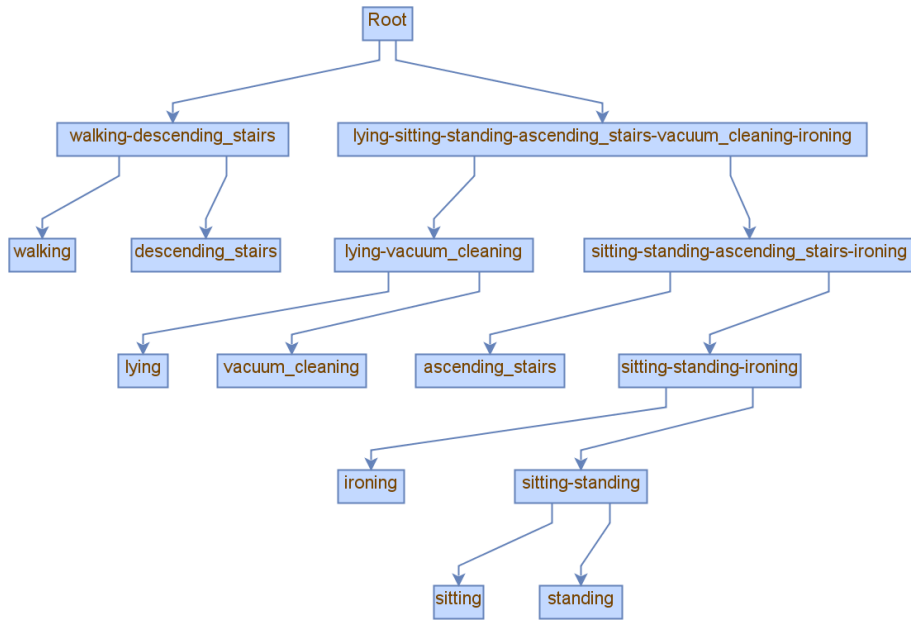 Root
walking-descending_stairs
lying-sitting-standing-ascending_stairs-vacuum_cleaning-ironing
walking
descending_stairs
lying-vacuum_cleaning
sitting-standing-ascending_stairs-ironing
lying
vacuum_cleaning
ascending_stairs
sitting-standing-ironing
ironing
sitting-standing
sitting
standing